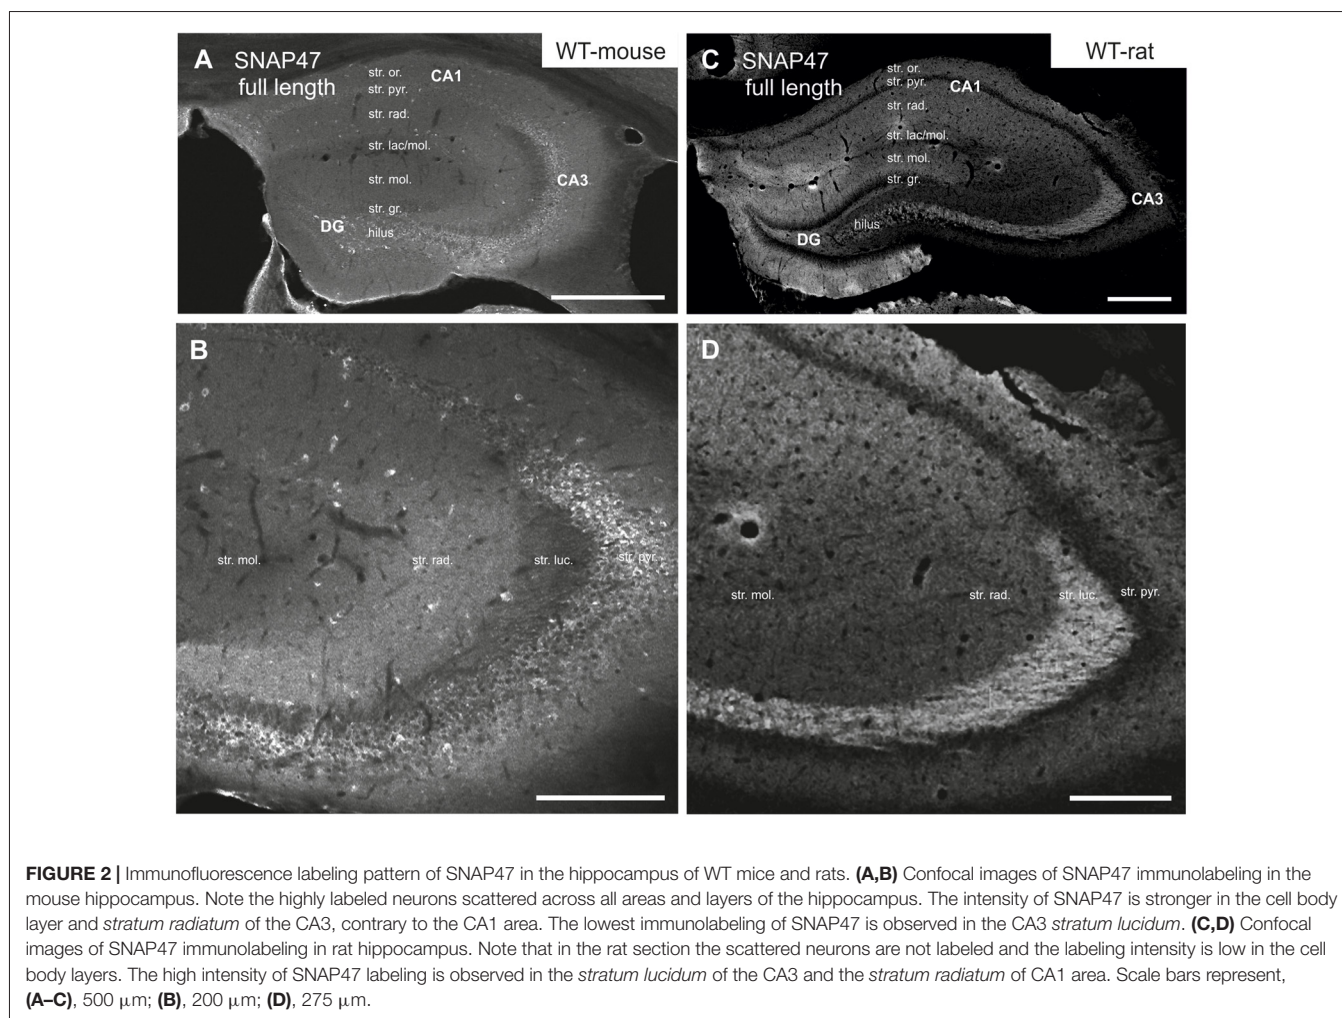 A
SNAP47
full length
WT-mouse
str. or.
CA1
str. pyr.
str. rad.
str. lac/mol.
CA3
str. mol.
str. gr.
DG
hilus
C
SNAP47
full length
WT-rat
str. or.
str. pyr.
CA1
str. rad.
str. lac/mol.
str. mol.
str. gr.
CA3
hilus
DG
B
str. mol.
str. rad.
str. luc.
str. pyr.
D
str. mol.
str. rad.
str. luc.
str. pyr.
FIGURE 2 | Immunofluorescence labeling pattern of SNAP47 in the hippocampus of WT mice and rats. (A,B) Confocal images of SNAP47 immunolabeling in the
mouse hippocampus. Note the highly labeled neurons scattered across all areas and layers of the hippocampus. The intensity of SNAP47 is stronger in the cell body
layer and stratum radiatum of the CA3, contrary to the CA1 area. The lowest immunolabeling of SNAP47 is observed in the CA3 stratum lucidum. (C,D) Confocal
images of SNAP47 immunolabeling in rat hippocampus. Note that in the rat section the scattered neurons are not labeled and the labeling intensity is low in the cell
body layers. The high intensity of SNAP47 labeling is observed in the stratum lucidum of the CA3 and the stratum radiatum of CA1 area. Scale bars represent,
(A–C), 500 μm; (B), 200 μm; (D), 275 μm.